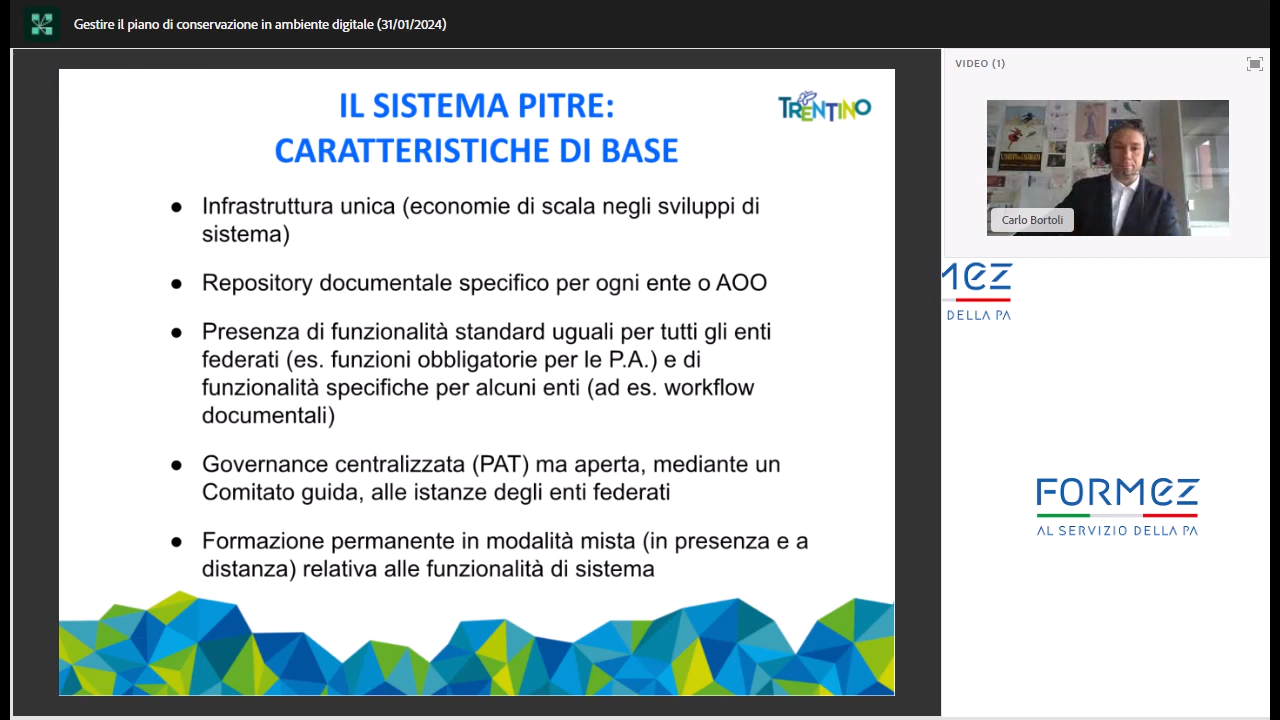 Gestire il piano di conservazione in ambiente digitale (31/01/2024)
IL SISTEMA PITRE:
CARATTERISTICHE DI BASE
TRENTINO
● Infrastruttura unica (economie di scala negli sviluppi di
sistema)
● Repository documentale specifico per ogni ente o AOO
● Presenza di funzionalità standard uguali per tutti gli enti
federati (es. funzioni obbligatorie per le P.A.) e di
funzionalità specifiche per alcuni enti (ad es. workflow
documentali)
● Governance centralizzata (PAT) ma aperta, mediante un
Comitato guida, alle istanze degli enti federati
● Formazione permanente in modalità mista (in presenza e a
distanza) relativa alle funzionalità di sistema
VIDEO (1)
Carlo Bortoli
MEZ
DELLA PA
FORMEZ
AL SERVIZIO DELLA PA